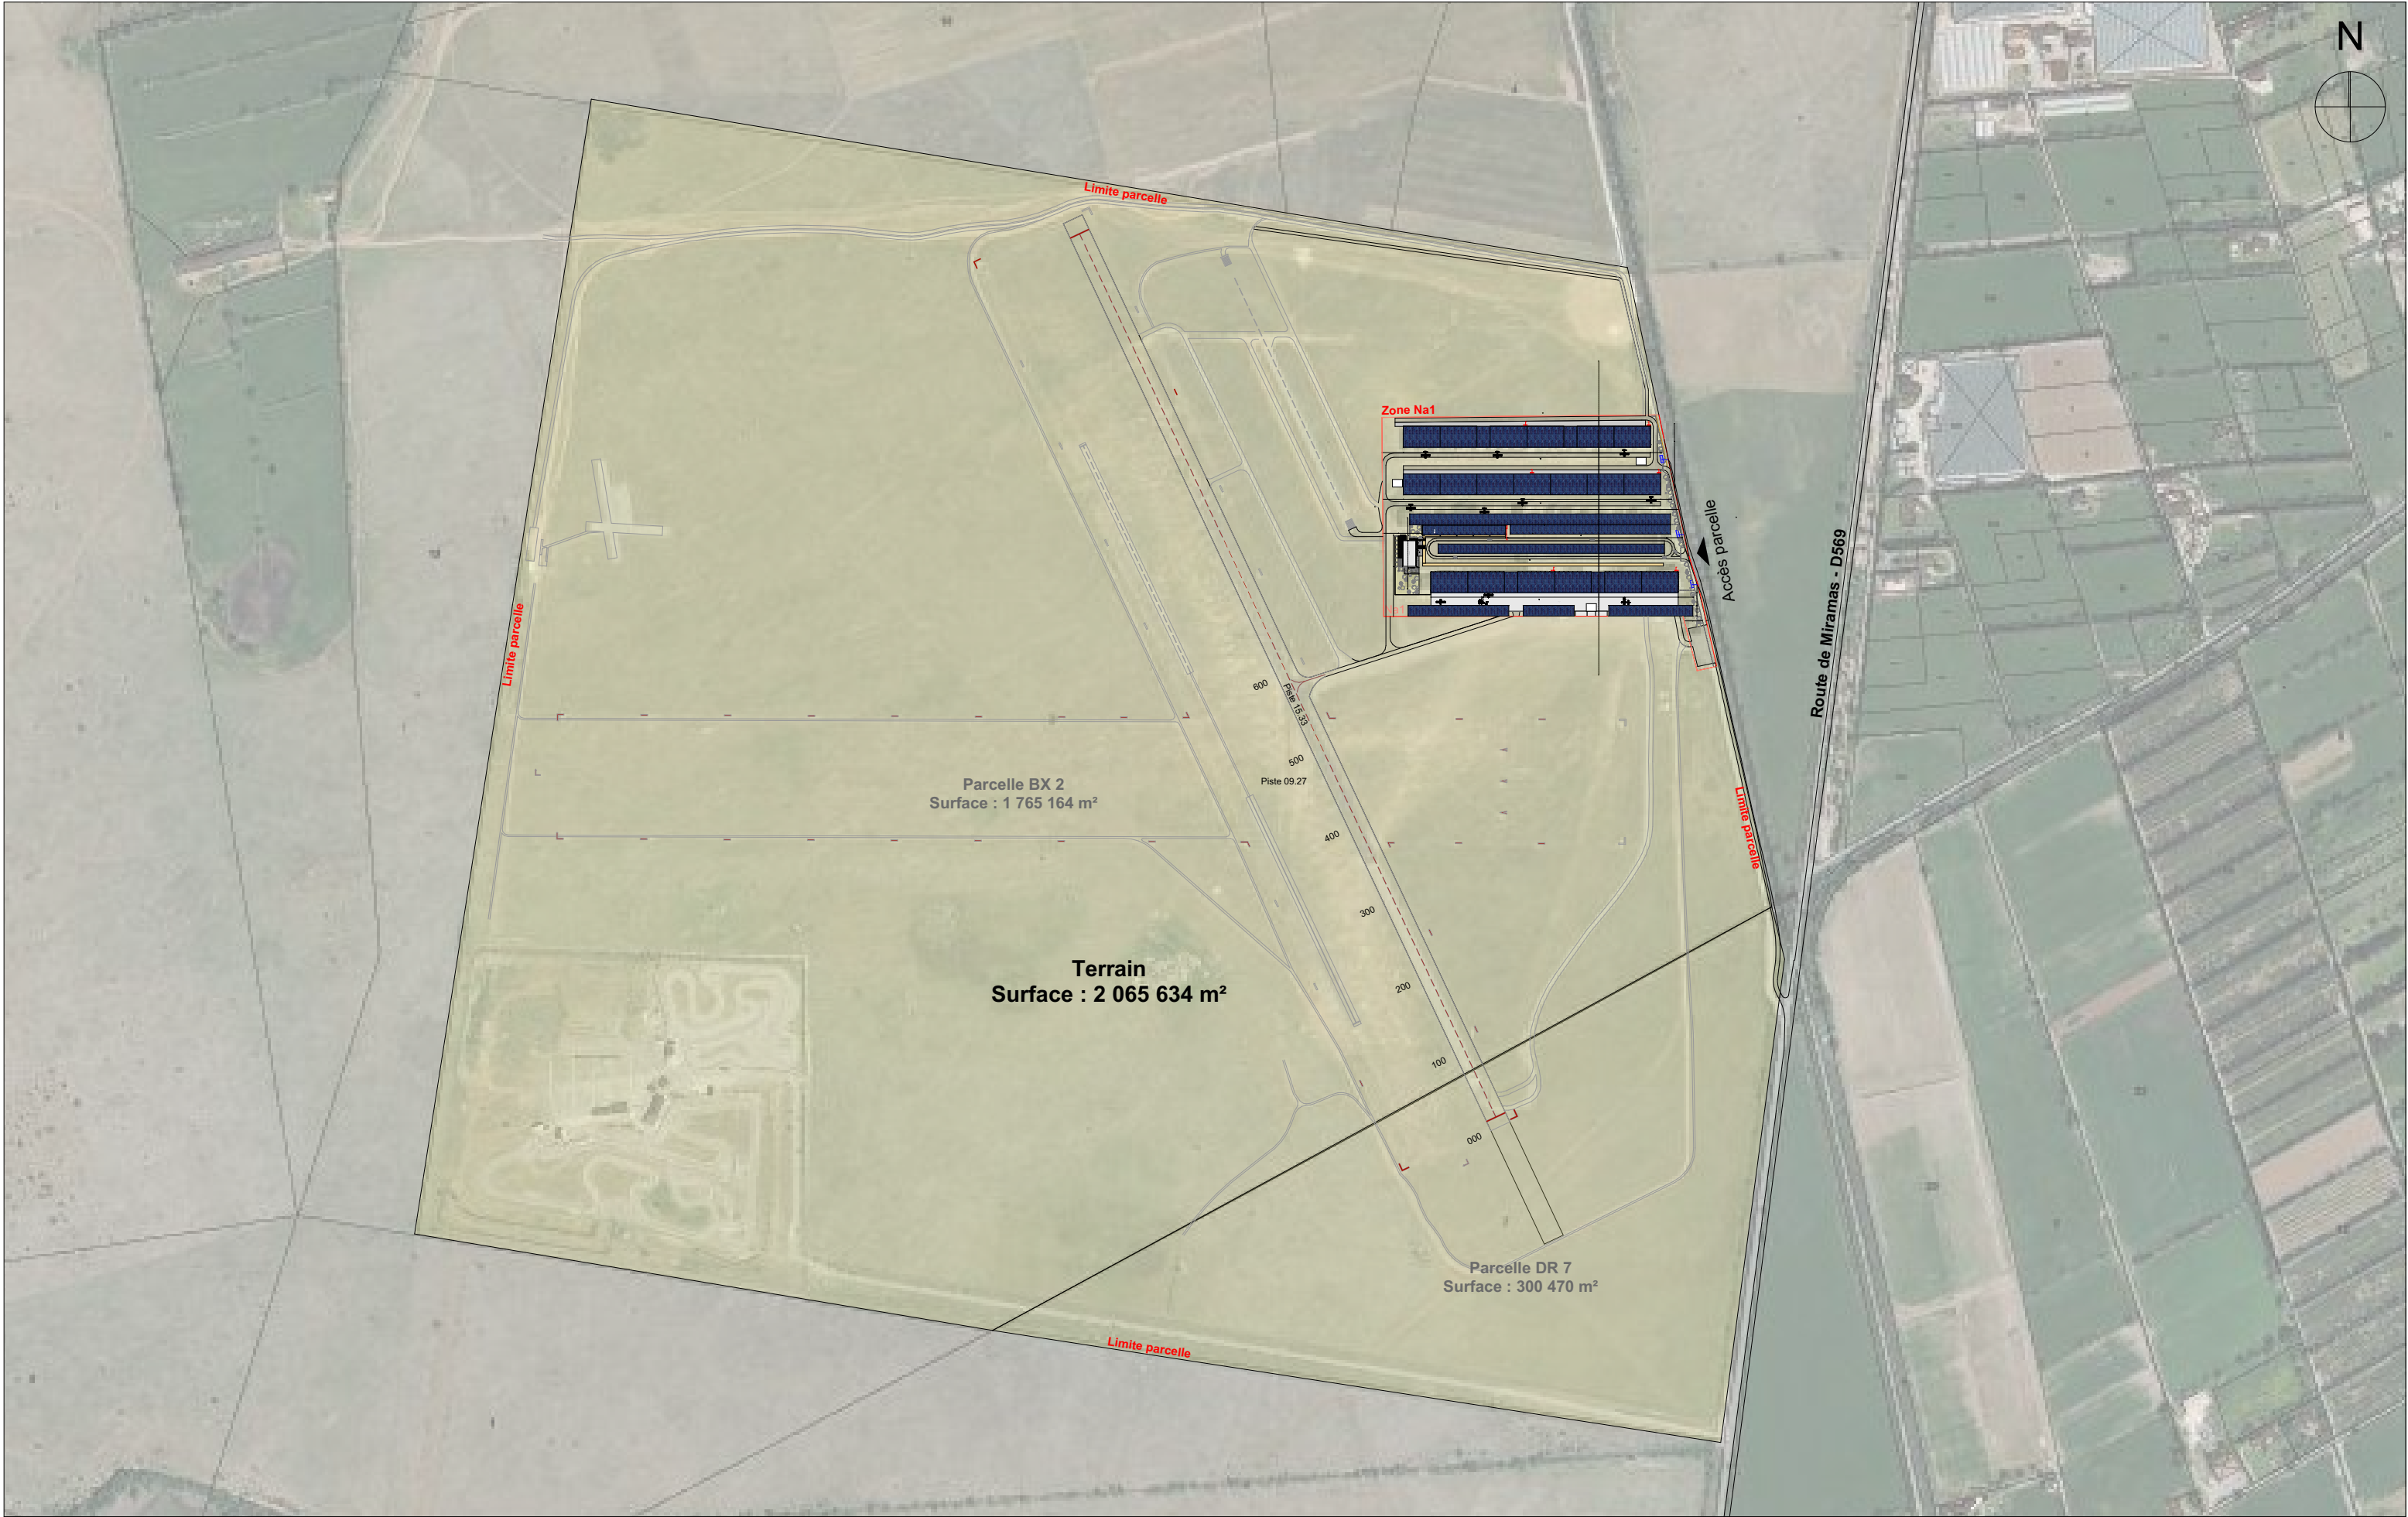 N
Limite parcelle
Zone Na1
Accès parcelle
Na1
Limite parcelle
Route de Miramas - D569
600
Piste 15.33
500
Piste 09.27
Parcelle BX 2
Surface : 1 765 164 m²
400
Limite parcelle
300
Terrain
Surface : 2 065 634 m²
200
100
000
Parcelle DR 7
Surface : 300 470 m²
Limite parcelle